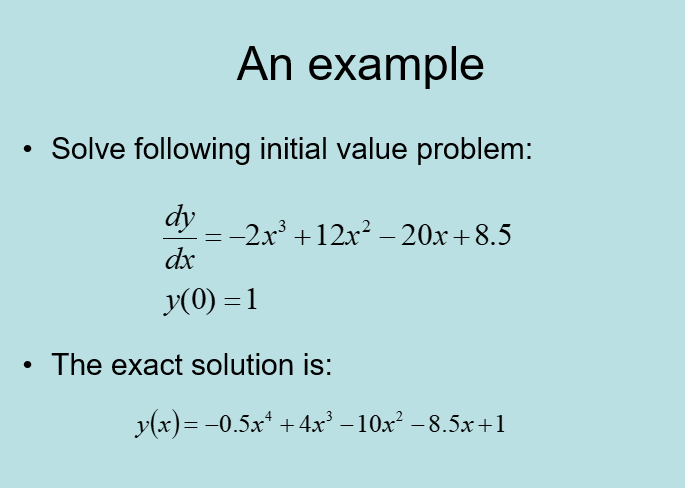 An example
• Solve following initial value problem:
dy/dx = −2x³ + 12x² − 20x + 8.5
y(0) = 1
• The exact solution is:
y(x) = −0.5x⁴ + 4x³ − 10x² − 8.5x + 1